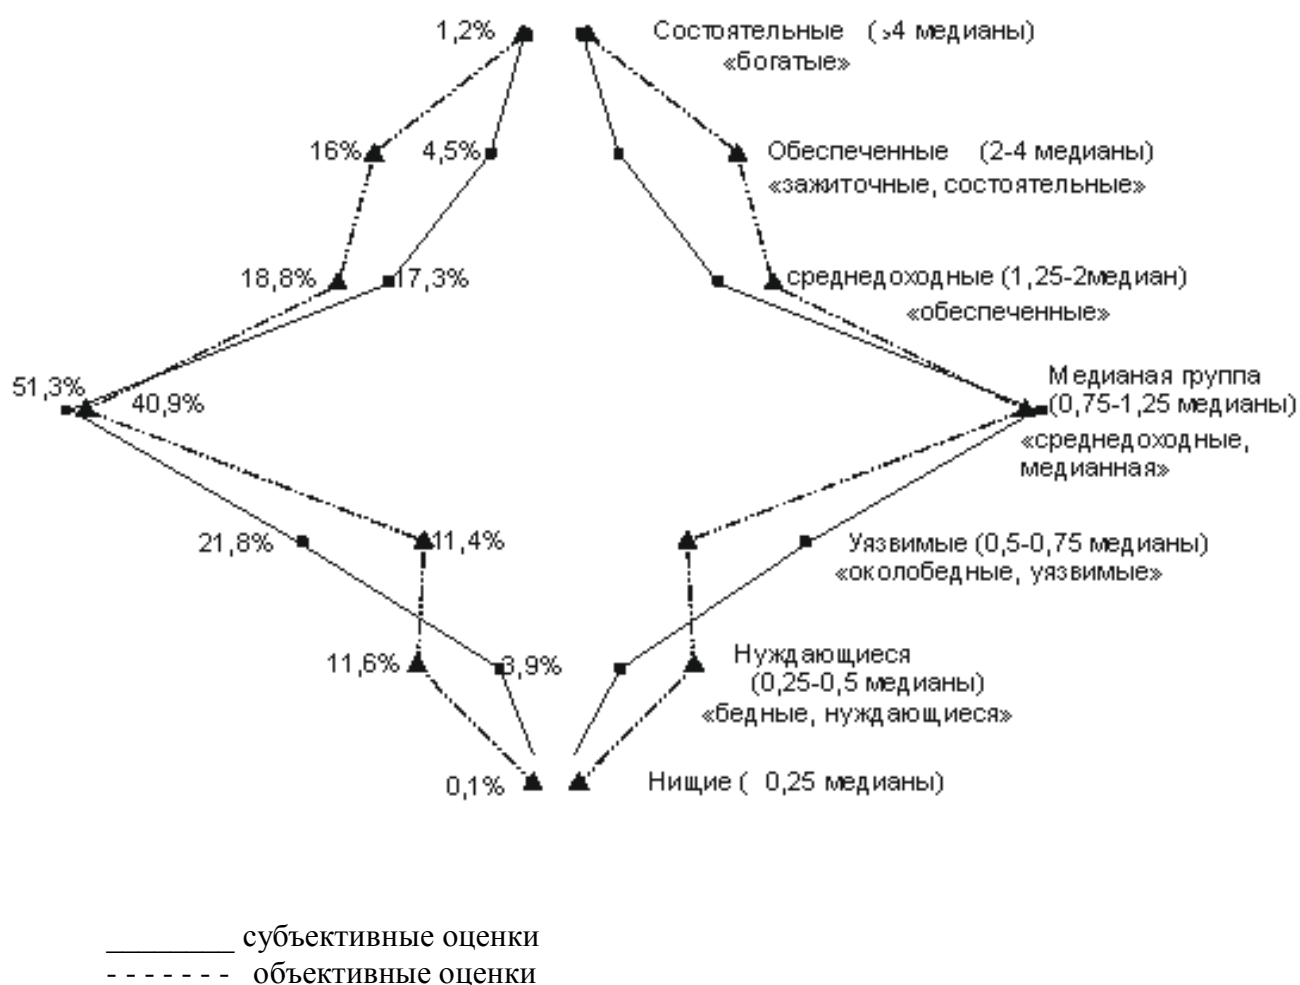 1,2%
Состоятельные (>4 медианы)
«богатые»
16%
4,5%
Обеспеченные (2-4 медианы)
«зажиточные, состоятельные»
18,8%
17,3%
среднедоходные (1,25-2медиан)
«обеспеченные»
51,3%
40,9%
Медианая группа
(0,75-1,25 медианы)
«среднедоходные,
медианная»
21,8%
11,4%
Уязвимые (0,5-0,75 медианы)
«околобедные, уязвимые»
11,6%
3,9%
Нуждающиеся
(0,25-0,5 медианы)
«бедные, нуждающиеся»
0,1%
Нищие ( 0,25 медианы)
________ субъективные оценки
- - - - - - - объективные оценки